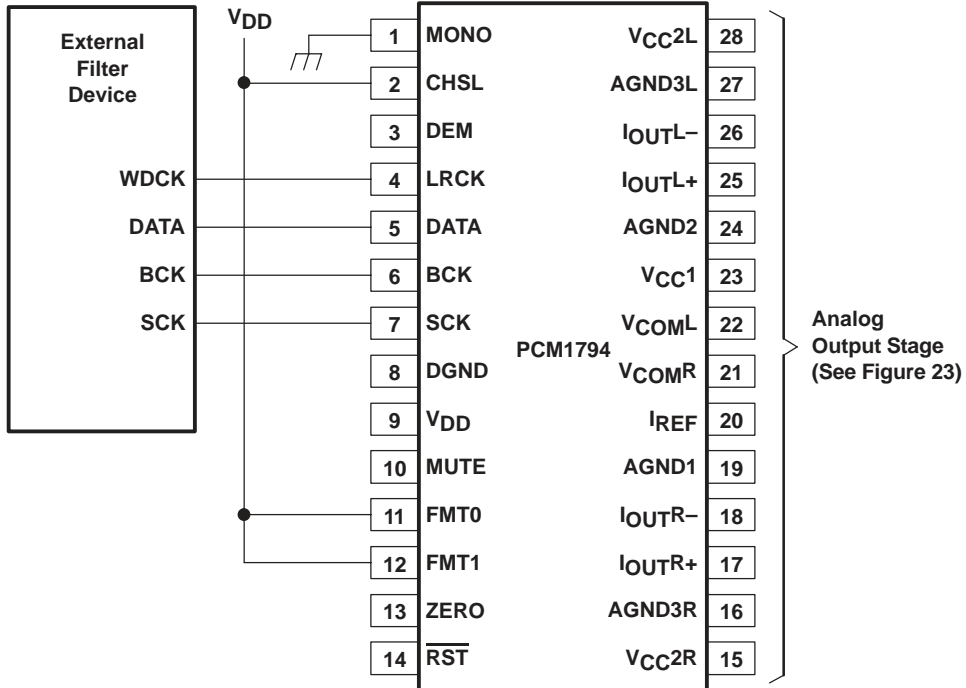 External
Filter
Device
WDCK
DATA
BCK
SCK
VDD
1 MONO
2 CHSL
3 DEM
4 LRCK
5 DATA
6 BCK
7 SCK
8 DGND
9 VDD
10 MUTE
11 FMT0
12 FMT1
13 ZERO
14 RST
PCM1794
VCC2L 28
AGND3L 27
IOUTL– 26
IOUTL+ 25
AGND2 24
VCC1 23
VCOML 22
VCOMR 21
IREF 20
AGND1 19
IOUTR– 18
IOUTR+ 17
AGND3R 16
VCC2R 15
Analog
Output Stage
(See Figure 23)